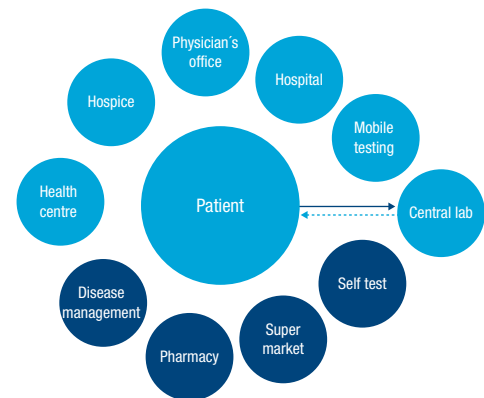 Physician´s
office
Hospital
Hospice
Mobile
testing
Health
centre
Patient
Central lab
Self test
Disease
management
Super
market
Pharmacy